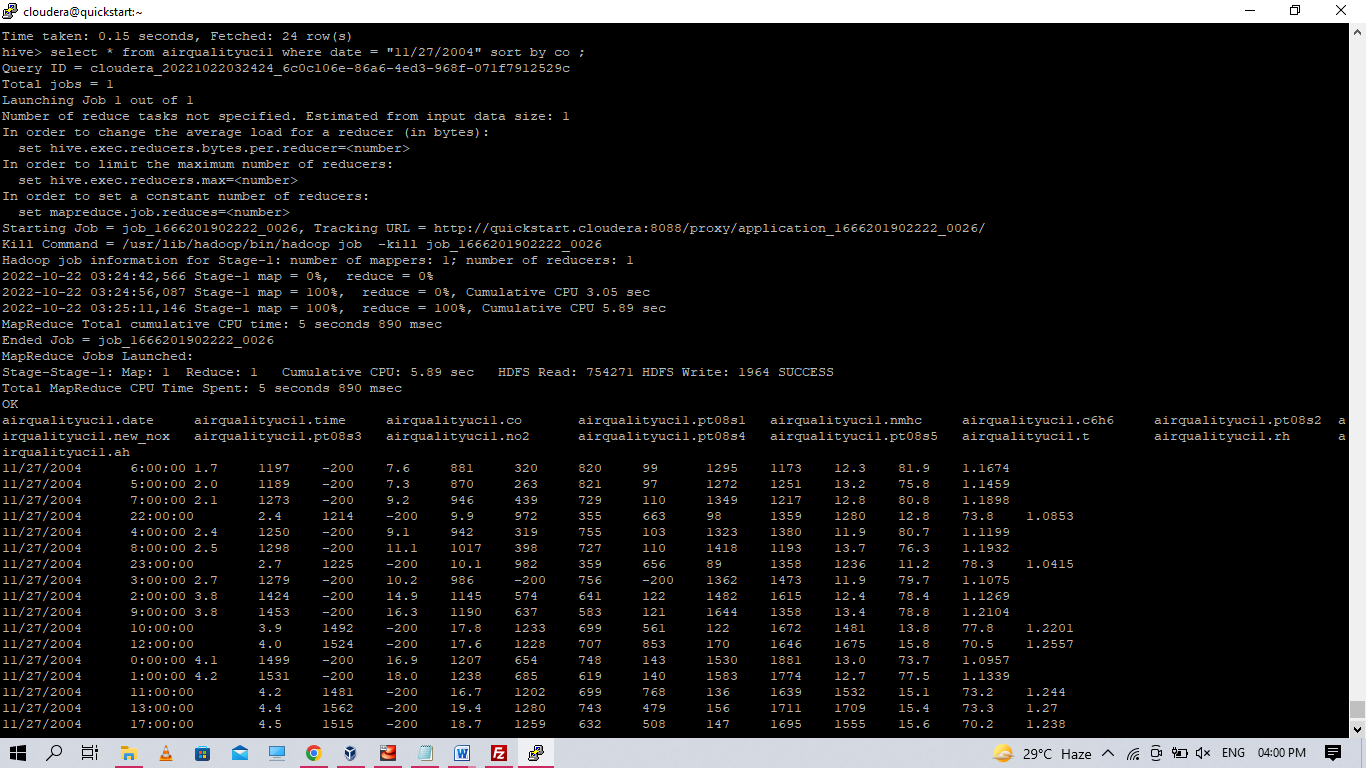 cloudera@quickstart:~
Time taken: 0.15 seconds, Fetched: 24 row(s)
hive> select * from airqualityucil where date = "11/27/2004" sort by co ;
Query ID = cloudera_20221022032424_6c0c106e-86a6-4ed3-968f-071f7912529c
Total jobs = 1
Launching Job 1 out of 1
Number of reduce tasks not specified. Estimated from input data size: 1
In order to change the average load for a reducer (in bytes):
  set hive.exec.reducers.bytes.per.reducer=<number>
In order to limit the maximum number of reducers:
  set hive.exec.reducers.max=<number>
In order to set a constant number of reducers:
  set mapreduce.job.reduces=<number>
Starting Job = job_1666201902222_0026, Tracking URL = http://quickstart.cloudera:8088/proxy/application_1666201902222_0026/
Kill Command = /usr/lib/hadoop/bin/hadoop job  -kill job_1666201902222_0026
Hadoop job information for Stage-1: number of mappers: 1; number of reducers: 1
2022-10-22 03:24:42,566 Stage-1 map = 0%,  reduce = 0%
2022-10-22 03:24:56,087 Stage-1 map = 100%,  reduce = 0%, Cumulative CPU 3.05 sec
2022-10-22 03:25:11,146 Stage-1 map = 100%,  reduce = 100%, Cumulative CPU 5.89 sec
MapReduce Total cumulative CPU time: 5 seconds 890 msec
Ended Job = job_1666201902222_0026
MapReduce Jobs Launched:
Stage-Stage-1: Map: 1  Reduce: 1   Cumulative CPU: 5.89 sec   HDFS Read: 754271 HDFS Write: 1964 SUCCESS
Total MapReduce CPU Time Spent: 5 seconds 890 msec
OK
airqualityucil.date airqualityucil.time airqualityucil.co airqualityucil.pt08s1 airqualityucil.nmhc airqualityucil.c6h6 airqualityucil.pt08s2 a
irqualityucil.new_nox airqualityucil.pt08s3 airqualityucil.no2 airqualityucil.pt08s4 airqualityucil.pt08s5 airqualityucil.t airqualityucil.rh a
irqualityucil.ah
11/27/2004 6:00:00 1.7 1197 -200 7.6 881 320 820 99 1295 1173 12.3 81.9 1.1674
11/27/2004 5:00:00 2.0 1189 -200 7.3 870 263 821 97 1272 1251 13.2 75.8 1.1459
11/27/2004 7:00:00 2.1 1273 -200 9.2 946 439 729 110 1349 1217 12.8 80.8 1.1898
11/27/2004 22:00:00 2.4 1214 -200 9.9 972 355 663 98 1359 1280 12.8 73.8 1.0853
11/27/2004 4:00:00 2.4 1250 -200 9.1 942 319 755 103 1323 1380 11.9 80.7 1.1199
11/27/2004 8:00:00 2.5 1298 -200 11.1 1017 398 727 110 1418 1193 13.7 76.3 1.1932
11/27/2004 23:00:00 2.7 1225 -200 10.1 982 359 656 89 1358 1236 11.2 78.3 1.0415
11/27/2004 3:00:00 2.7 1279 -200 10.2 986 -200 756 -200 1362 1473 11.9 79.7 1.1075
11/27/2004 2:00:00 3.8 1424 -200 14.9 1145 574 641 122 1482 1615 12.4 78.4 1.1269
11/27/2004 9:00:00 3.8 1453 -200 16.3 1190 637 583 121 1644 1358 13.4 78.8 1.2104
11/27/2004 10:00:00 3.9 1492 -200 17.8 1233 699 561 122 1672 1481 13.8 77.8 1.2201
11/27/2004 12:00:00 4.0 1524 -200 17.6 1228 707 853 170 1646 1675 15.8 70.5 1.2557
11/27/2004 0:00:00 4.1 1499 -200 16.9 1207 654 748 143 1530 1881 13.0 73.7 1.0957
11/27/2004 1:00:00 4.2 1531 -200 18.0 1238 685 619 140 1583 1774 12.7 77.5 1.1339
11/27/2004 11:00:00 4.2 1481 -200 16.7 1202 699 768 136 1639 1532 15.1 73.2 1.244
11/27/2004 13:00:00 4.4 1562 -200 19.4 1280 743 479 156 1711 1709 15.4 73.3 1.27
11/27/2004 17:00:00 4.5 1515 -200 18.7 1259 632 508 147 1695 1555 15.6 70.2 1.238
29°C Haze ENG 04:00 PM